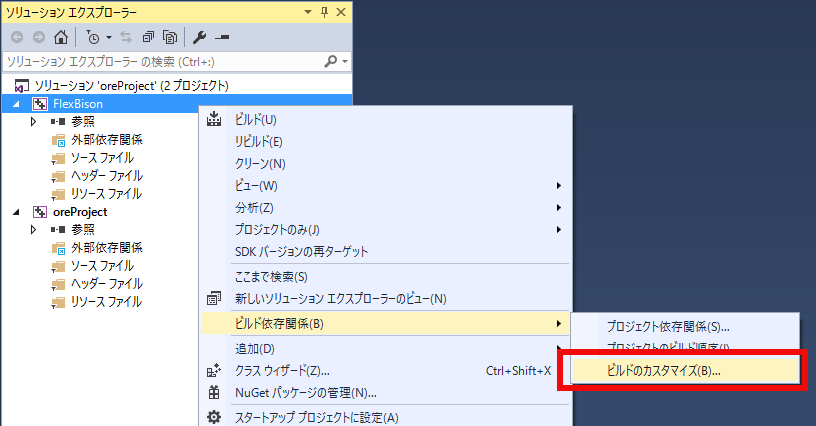 ソリューション エクスプローラー
ソリューション エクスプローラー の検索 (Ctrl+:)
ソリューション 'oreProject' (2 プロジェクト)
FlexBison
参照
外部依存関係
ソース ファイル
ヘッダー ファイル
リソース ファイル
oreProject
参照
外部依存関係
ソース ファイル
ヘッダー ファイル
リソース ファイル
ビルド(U)
リビルド(E)
クリーン(N)
ビュー(W)
分析(Z)
プロジェクトのみ(J)
SDK バージョンの再ターゲット
ここまで検索(S)
新しいソリューション エクスプローラーのビュー(N)
ビルド依存関係(B)
追加(D)
クラス ウィザード(Z)... Ctrl+Shift+X
NuGet パッケージの管理(N)...
スタートアップ プロジェクトに設定(A)
プロジェクト依存関係(S)...
プロジェクトのビルド順序(I)...
ビルドのカスタマイズ(B)...